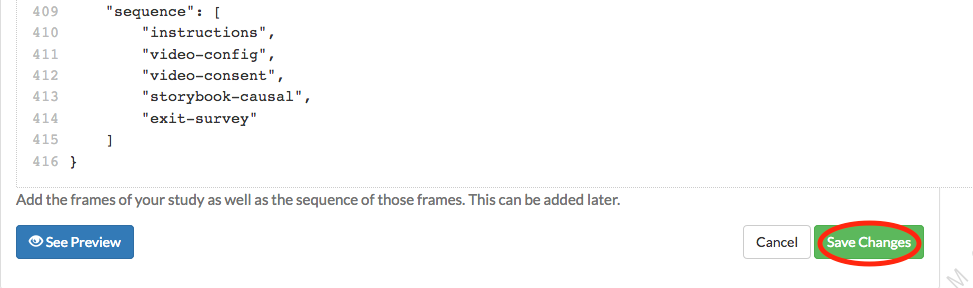 409 "sequence": [
410 "instructions",
411 "video-config",
412 "video-consent",
413 "storybook-causal",
414 "exit-survey"
415 ]
416 }
Add the frames of your study as well as the sequence of those frames. This can be added later.
See Preview Cancel Save Changes
M